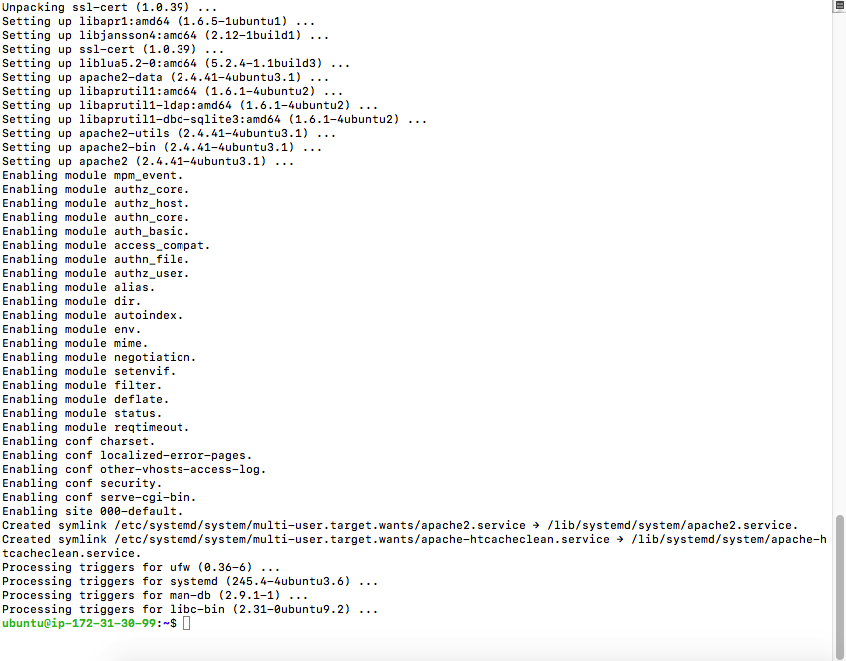 Unpacking ssl-cert (1.0.39) ...
Setting up libapr1:amd64 (1.6.5-1ubuntu1) ...
Setting up libjansson4:amd64 (2.12-1build1) ...
Setting up ssl-cert (1.0.39) ...
Setting up liblua5.2-0:amd64 (5.2.4-1.1build3) ...
Setting up apache2-data (2.4.41-4ubuntu3.1) ...
Setting up libaprutil1:amd64 (1.6.1-4ubuntu2) ...
Setting up libaprutil1-ldap:amd64 (1.6.1-4ubuntu2) ...
Setting up libaprutil1-dbd-sqlite3:amd64 (1.6.1-4ubuntu2) ...
Setting up apache2-utils (2.4.41-4ubuntu3.1) ...
Setting up apache2-bin (2.4.41-4ubuntu3.1) ...
Setting up apache2 (2.4.41-4ubuntu3.1) ...
Enabling module mpm_event.
Enabling module authz_core.
Enabling module authz_host.
Enabling module authn_core.
Enabling module auth_basic.
Enabling module access_compat.
Enabling module authn_file.
Enabling module authz_user.
Enabling module alias.
Enabling module dir.
Enabling module autoindex.
Enabling module env.
Enabling module mime.
Enabling module negotiation.
Enabling module setenvif.
Enabling module filter.
Enabling module deflate.
Enabling module status.
Enabling module reqtimeout.
Enabling conf charset.
Enabling conf localized-error-pages.
Enabling conf other-vhosts-access-log.
Enabling conf security.
Enabling conf serve-cgi-bin.
Enabling site 000-default.
Created symlink /etc/systemd/system/multi-user.target.wants/apache2.service → /lib/systemd/system/apache2.service.
Created symlink /etc/systemd/system/multi-user.target.wants/apache-htcacheclean.service → /lib/systemd/system/apache-h
tcacheclean.service.
Processing triggers for ufw (0.36-6) ...
Processing triggers for systemd (245.4-4ubuntu3.6) ...
Processing triggers for man-db (2.9.1-1) ...
Processing triggers for libc-bin (2.31-0ubuntu9.2) ...
ubuntu@ip-172-31-30-99:~$